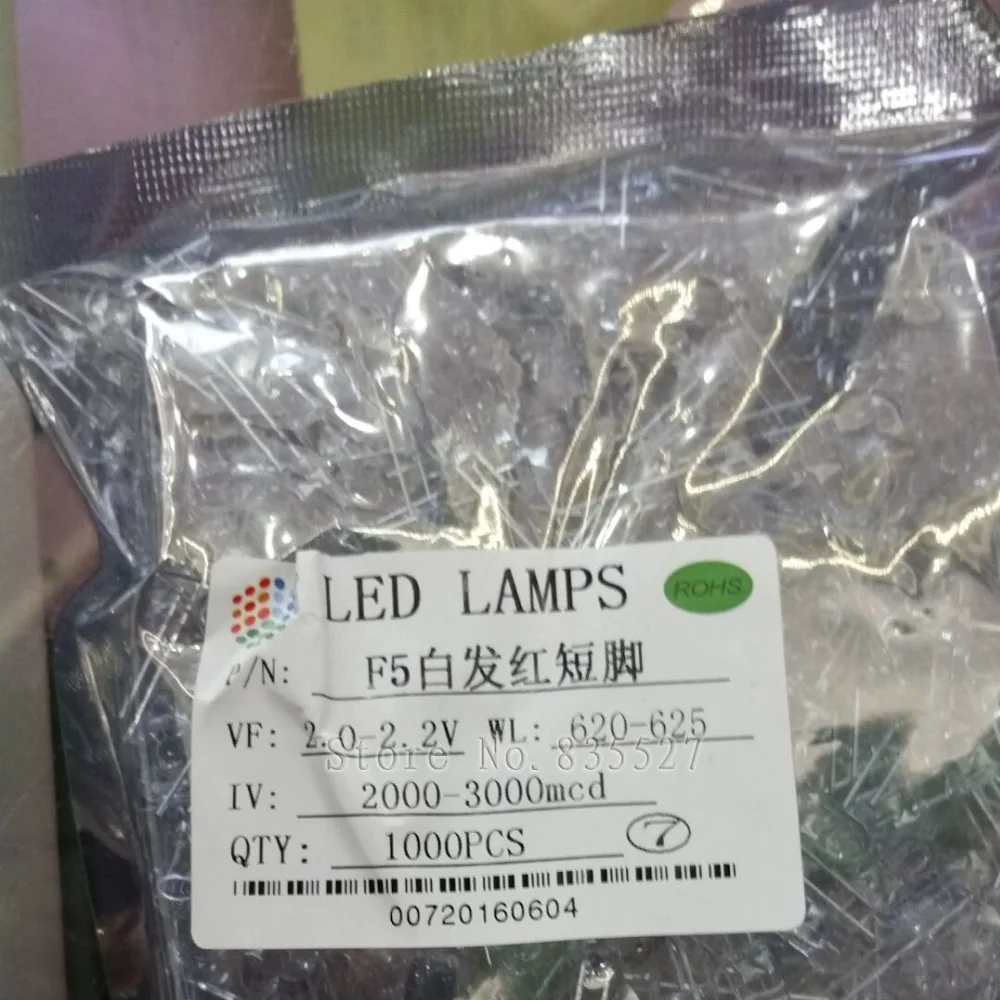 LED LAMPS ROHS
P/N: F5白发红短脚
VF: 2.0-2.2V WL: 620-625
Store No.835527
IV: 2000-3000mcd
QTY: 1000PCS 7
00720160604